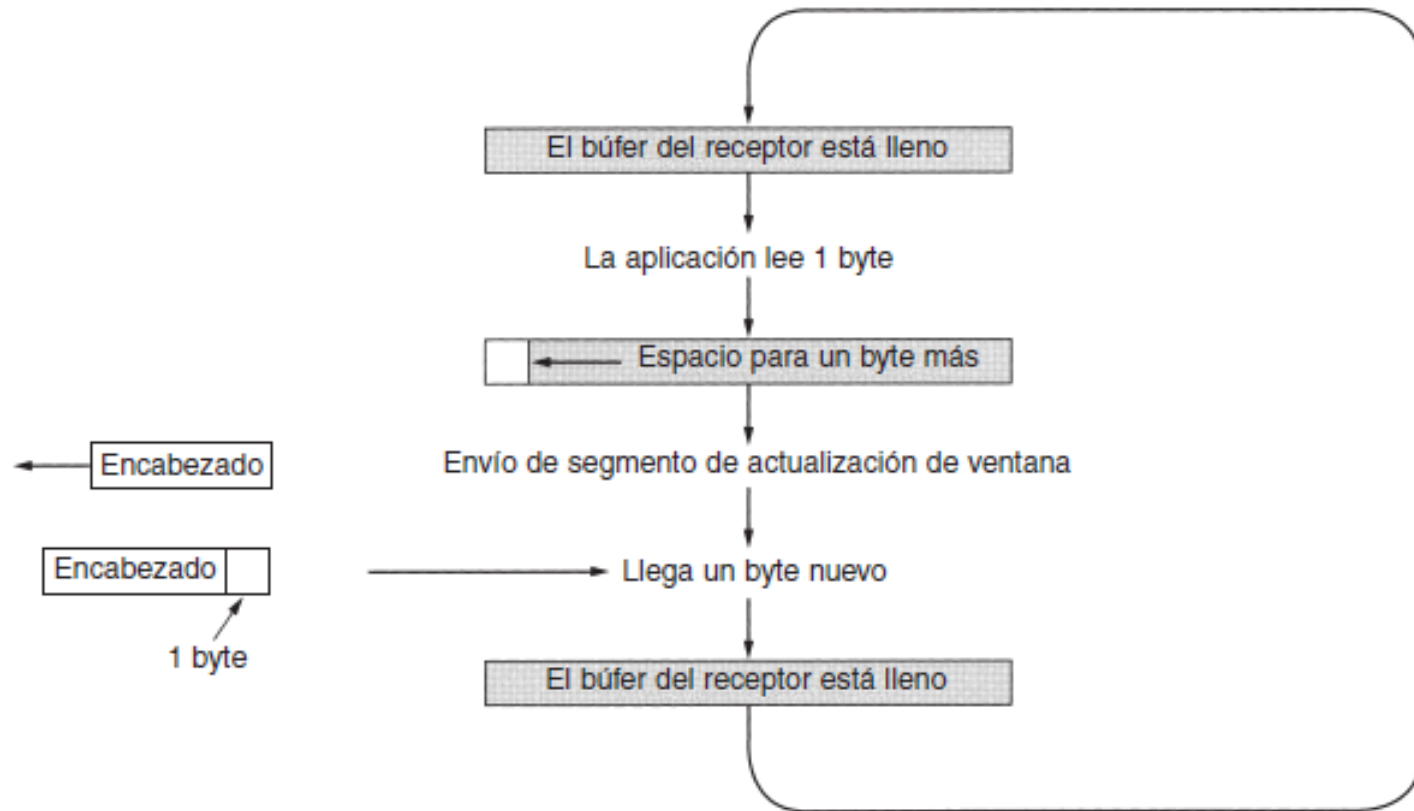 El búfer del receptor está lleno
La aplicación lee 1 byte
Espacio para un byte más
Encabezado
Envío de segmento de actualización de ventana
Encabezado
Llega un byte nuevo
1 byte
El búfer del receptor está lleno